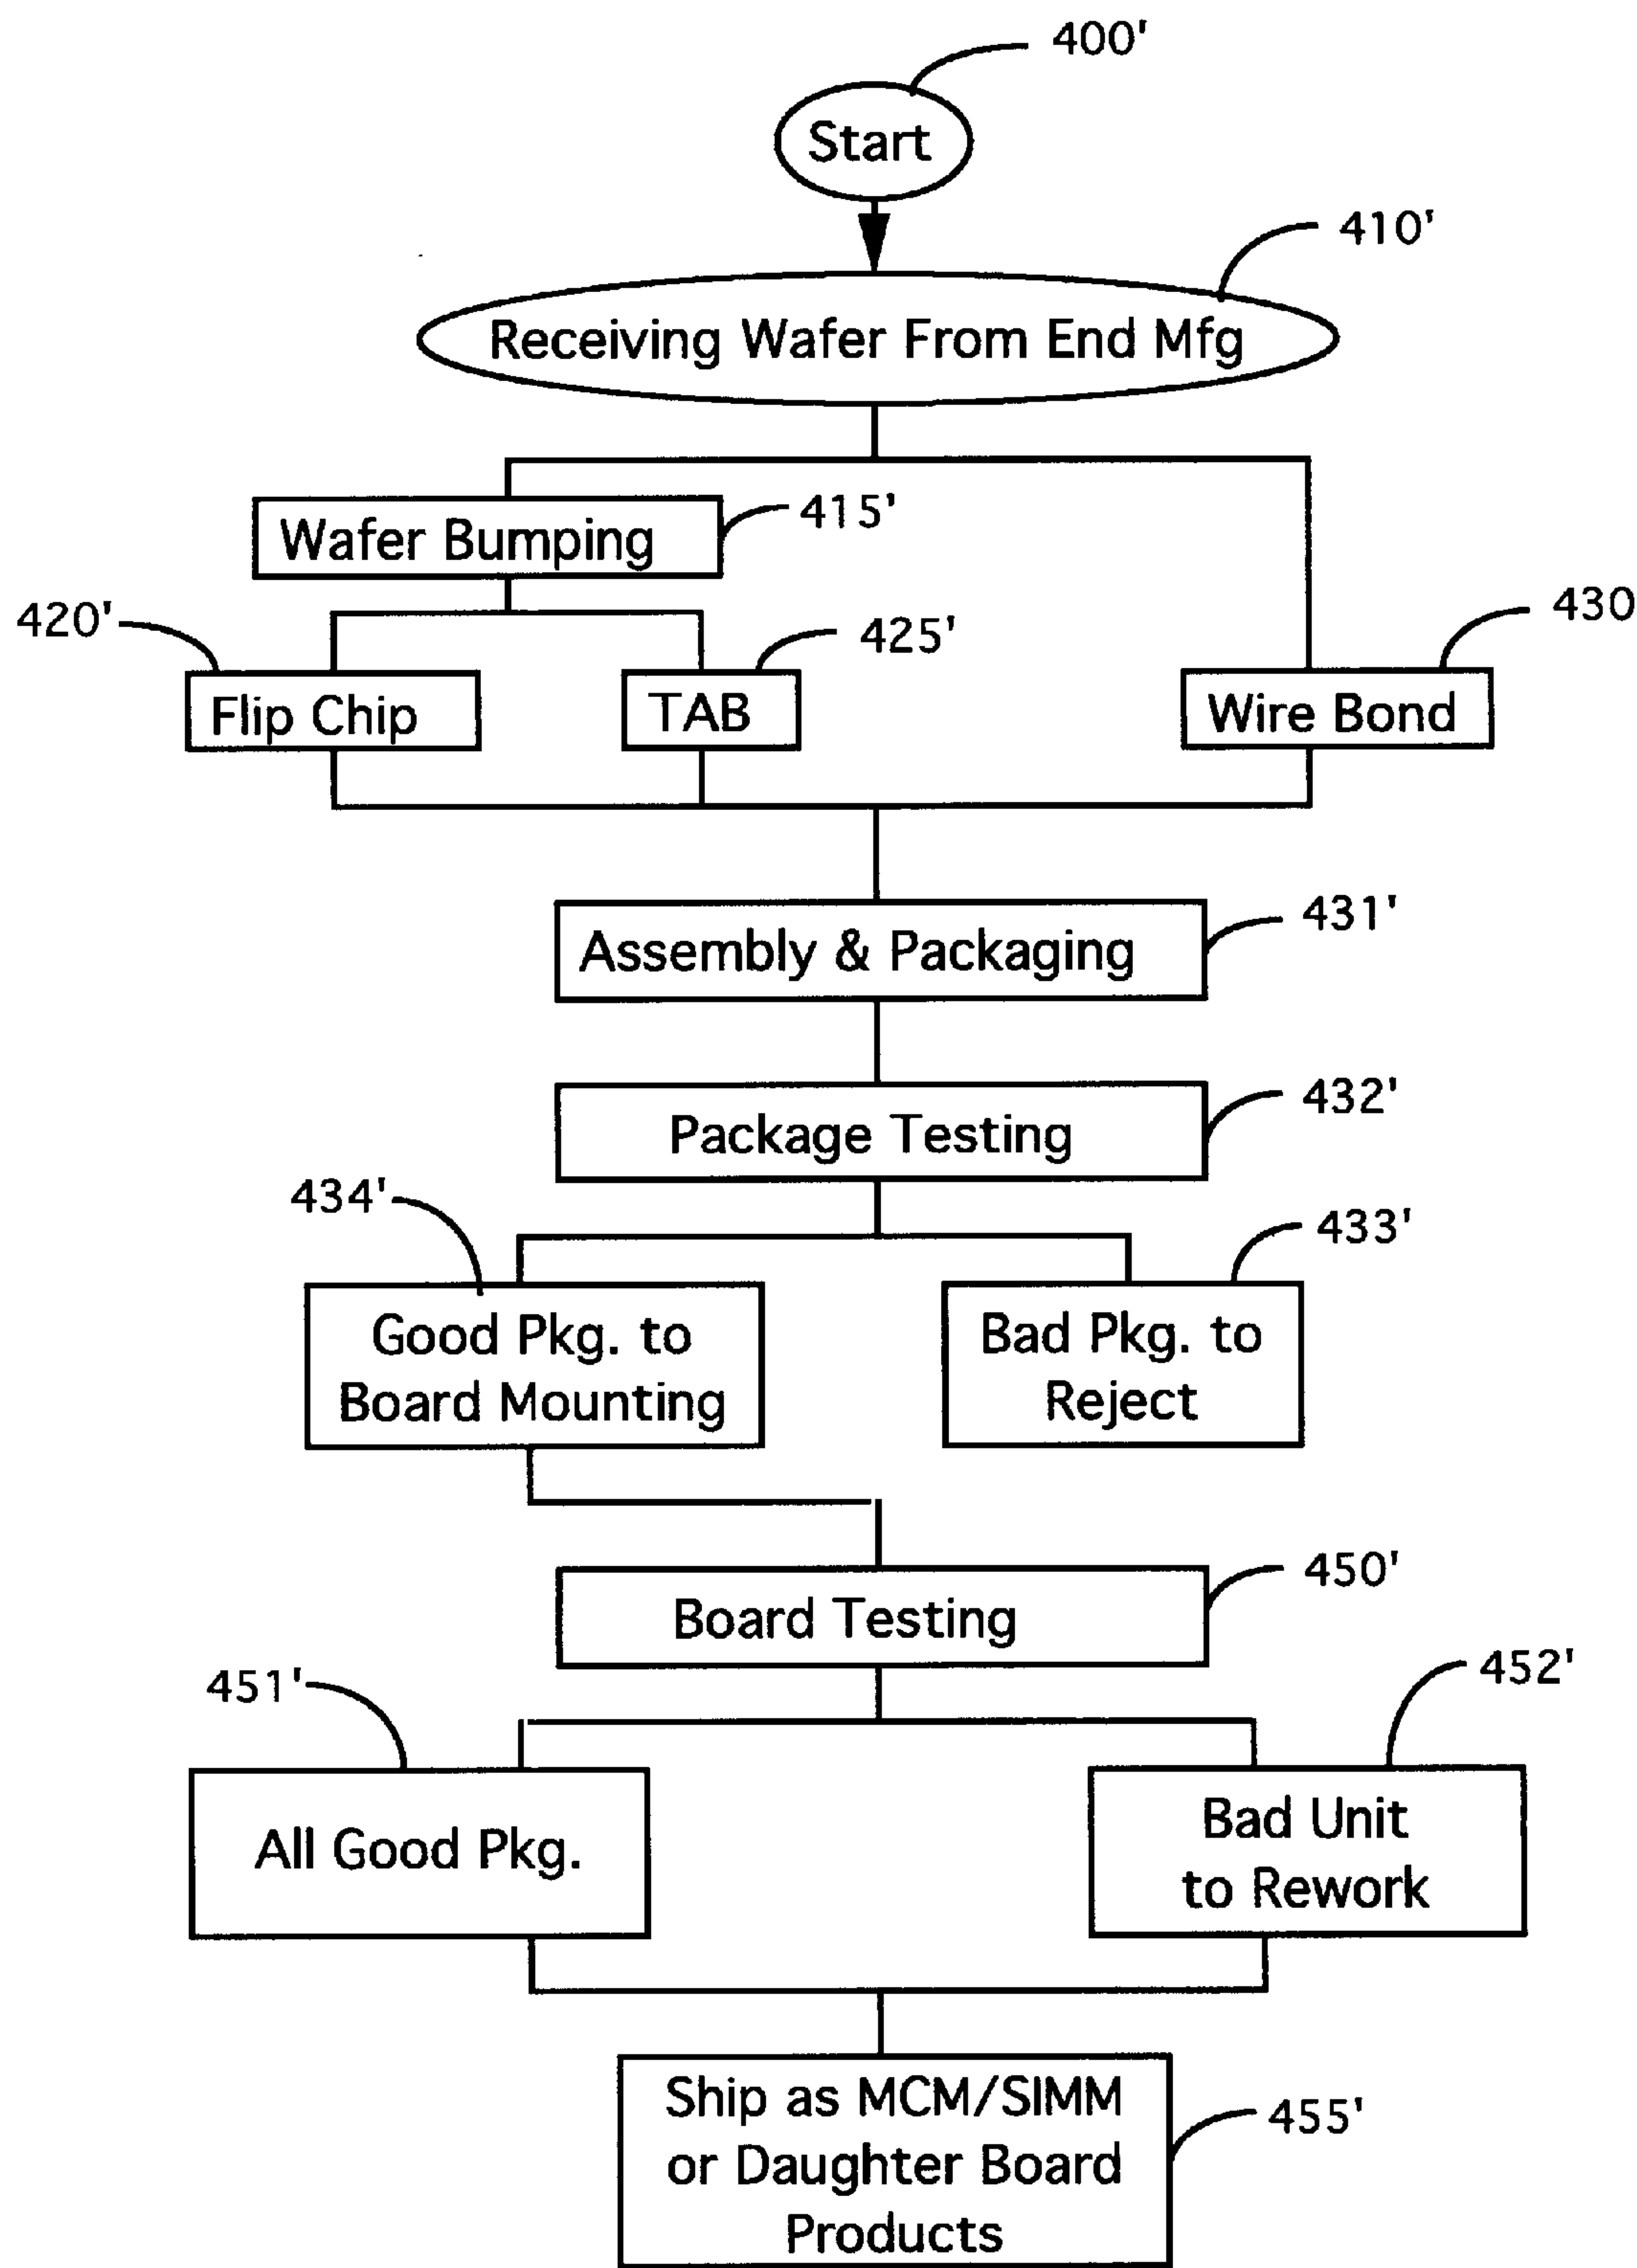 400'
Start
410'
Receiving Wafer From End Mfg
Wafer Bumping
415'
420'
425'
430
Flip Chip
TAB
Wire Bond
431'
Assembly & Packaging
432'
Package Testing
434'
433'
Good Pkg. to
Board Mounting
Bad Pkg. to
Reject
450'
Board Testing
451'
452'
All Good Pkg.
Bad Unit
to Rework
Ship as MCM/SIMM
or Daughter Board
Products
455'